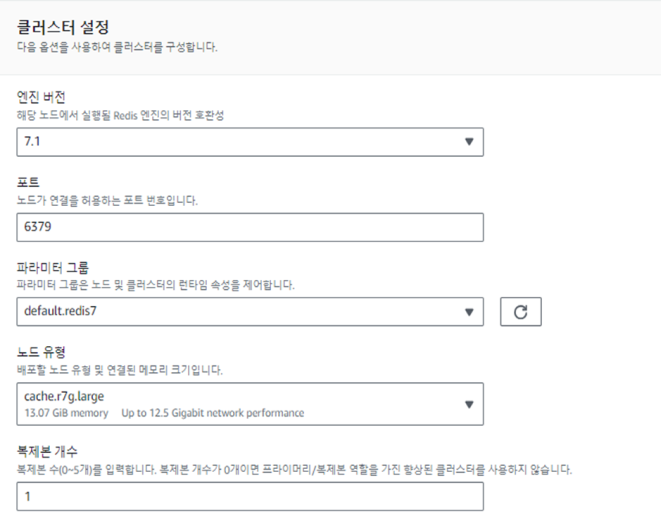 클러스터 설정
다음 옵션을 사용하여 클러스터를 구성합니다.
엔진 버전
해당 노드에서 실행될 Redis 엔진의 버전 호환성
7.1
포트
노드가 연결을 허용하는 포트 번호입니다.
6379
파라미터 그룹
파라미터 그룹은 노드 및 클러스터의 런타임 속성을 제어합니다.
default.redis7
노드 유형
배포할 노드 유형 및 연결된 메모리 크기입니다.
cache.r7g.large
13.07 GiB memory Up to 12.5 Gigabit network performance
복제본 개수
복제본 수(0~5개)를 입력합니다. 복제본 개수가 0개이면 프라이머리/복제본 역할을 가진 향상된 클러스터를 사용하지 않습니다.
1